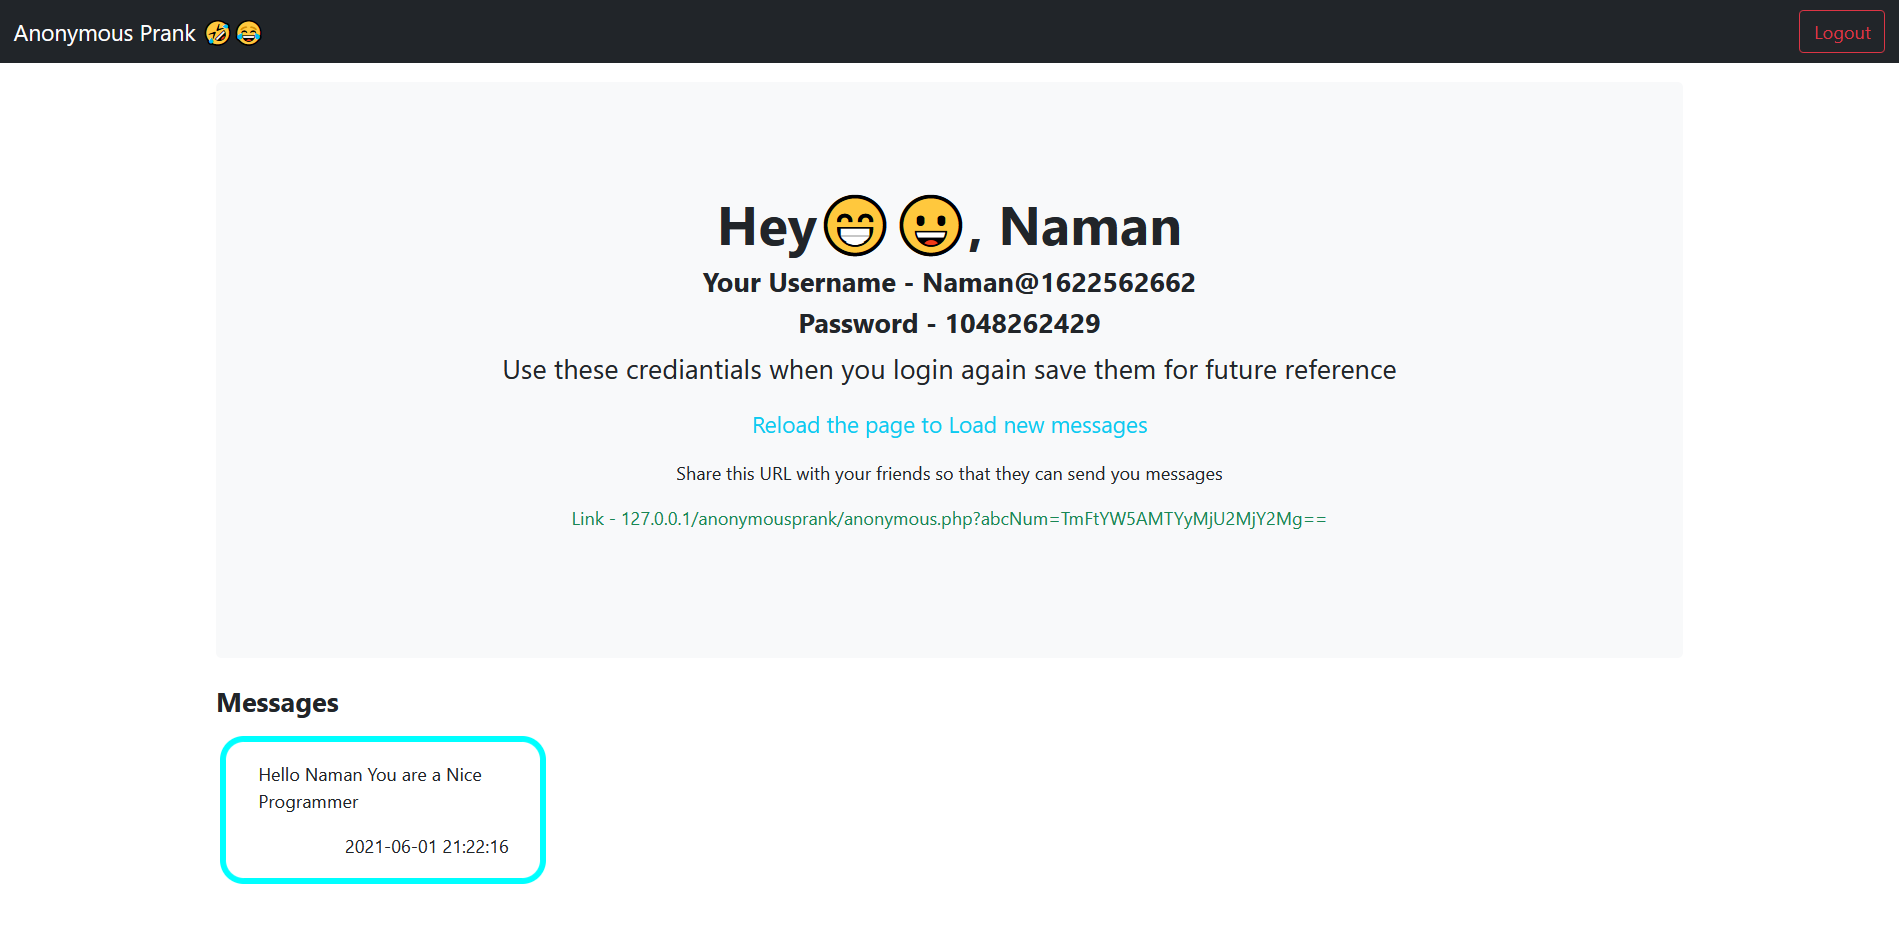 Anonymous Prank 🤣😂
Logout
Hey😁😀, Naman
Your Username - Naman@1622562662
Password - 1048262429
Use these crediantials when you login again save them for future reference
Reload the page to Load new messages
Share this URL with your friends so that they can send you messages
Link - 127.0.0.1/anonymousprank/anonymous.php?abcNum=TmFtYW5AMTYyMjU2MjY2Mg==
Messages
Hello Naman You are a Nice
Programmer
2021-06-01 21:22:16